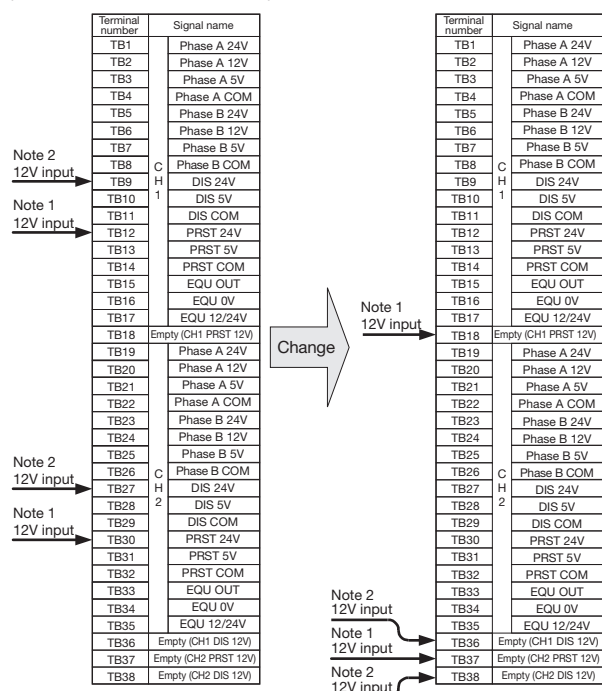 Terminal number Signal name
TB1 Phase A 24V
TB2 Phase A 12V
TB3 Phase A 5V
TB4 Phase A COM
TB5 Phase B 24V
TB6 Phase B 12V
TB7 Phase B 5V
TB8 Phase B COM
TB9 DIS 24V
TB10 DIS 5V
TB11 DIS COM
TB12 PRST 24V
TB13 PRST 5V
TB14 PRST COM
TB15 EQU OUT
TB16 EQU 0V
TB17 EQU 12/24V
CH1
TB18 Empty (CH1 PRST 12V)
TB19 Phase A 24V
TB20 Phase A 12V
TB21 Phase A 5V
TB22 Phase A COM
TB23 Phase B 24V
TB24 Phase B 12V
TB25 Phase B 5V
TB26 Phase B COM
TB27 DIS 24V
TB28 DIS 5V
TB29 DIS COM
TB30 PRST 24V
TB31 PRST 5V
TB32 PRST COM
TB33 EQU OUT
TB34 EQU 0V
TB35 EQU 12/24V
CH2
TB36 Empty (CH1 DIS 12V)
TB37 Empty (CH2 PRST 12V)
TB38 Empty (CH2 DIS 12V)
Note 2
12V input
Note 1
12V input
Note 2
12V input
Note 1
12V input
Change
Terminal number Signal name
TB1 Phase A 24V
TB2 Phase A 12V
TB3 Phase A 5V
TB4 Phase A COM
TB5 Phase B 24V
TB6 Phase B 12V
TB7 Phase B 5V
TB8 Phase B COM
TB9 DIS 24V
TB10 DIS 5V
TB11 DIS COM
TB12 PRST 24V
TB13 PRST 5V
TB14 PRST COM
TB15 EQU OUT
TB16 EQU 0V
TB17 EQU 12/24V
CH1
TB18 Empty (CH1 PRST 12V)
TB19 Phase A 24V
TB20 Phase A 12V
TB21 Phase A 5V
TB22 Phase A COM
TB23 Phase B 24V
TB24 Phase B 12V
TB25 Phase B 5V
TB26 Phase B COM
TB27 DIS 24V
TB28 DIS 5V
TB29 DIS COM
TB30 PRST 24V
TB31 PRST 5V
TB32 PRST COM
TB33 EQU OUT
TB34 EQU 0V
TB35 EQU 12/24V
CH2
TB36 Empty (CH1 DIS 12V)
TB37 Empty (CH2 PRST 12V)
TB38 Empty (CH2 DIS 12V)
Note 1
12V input
Note 2
12V input
Note 1
12V input
Note 2
12V input